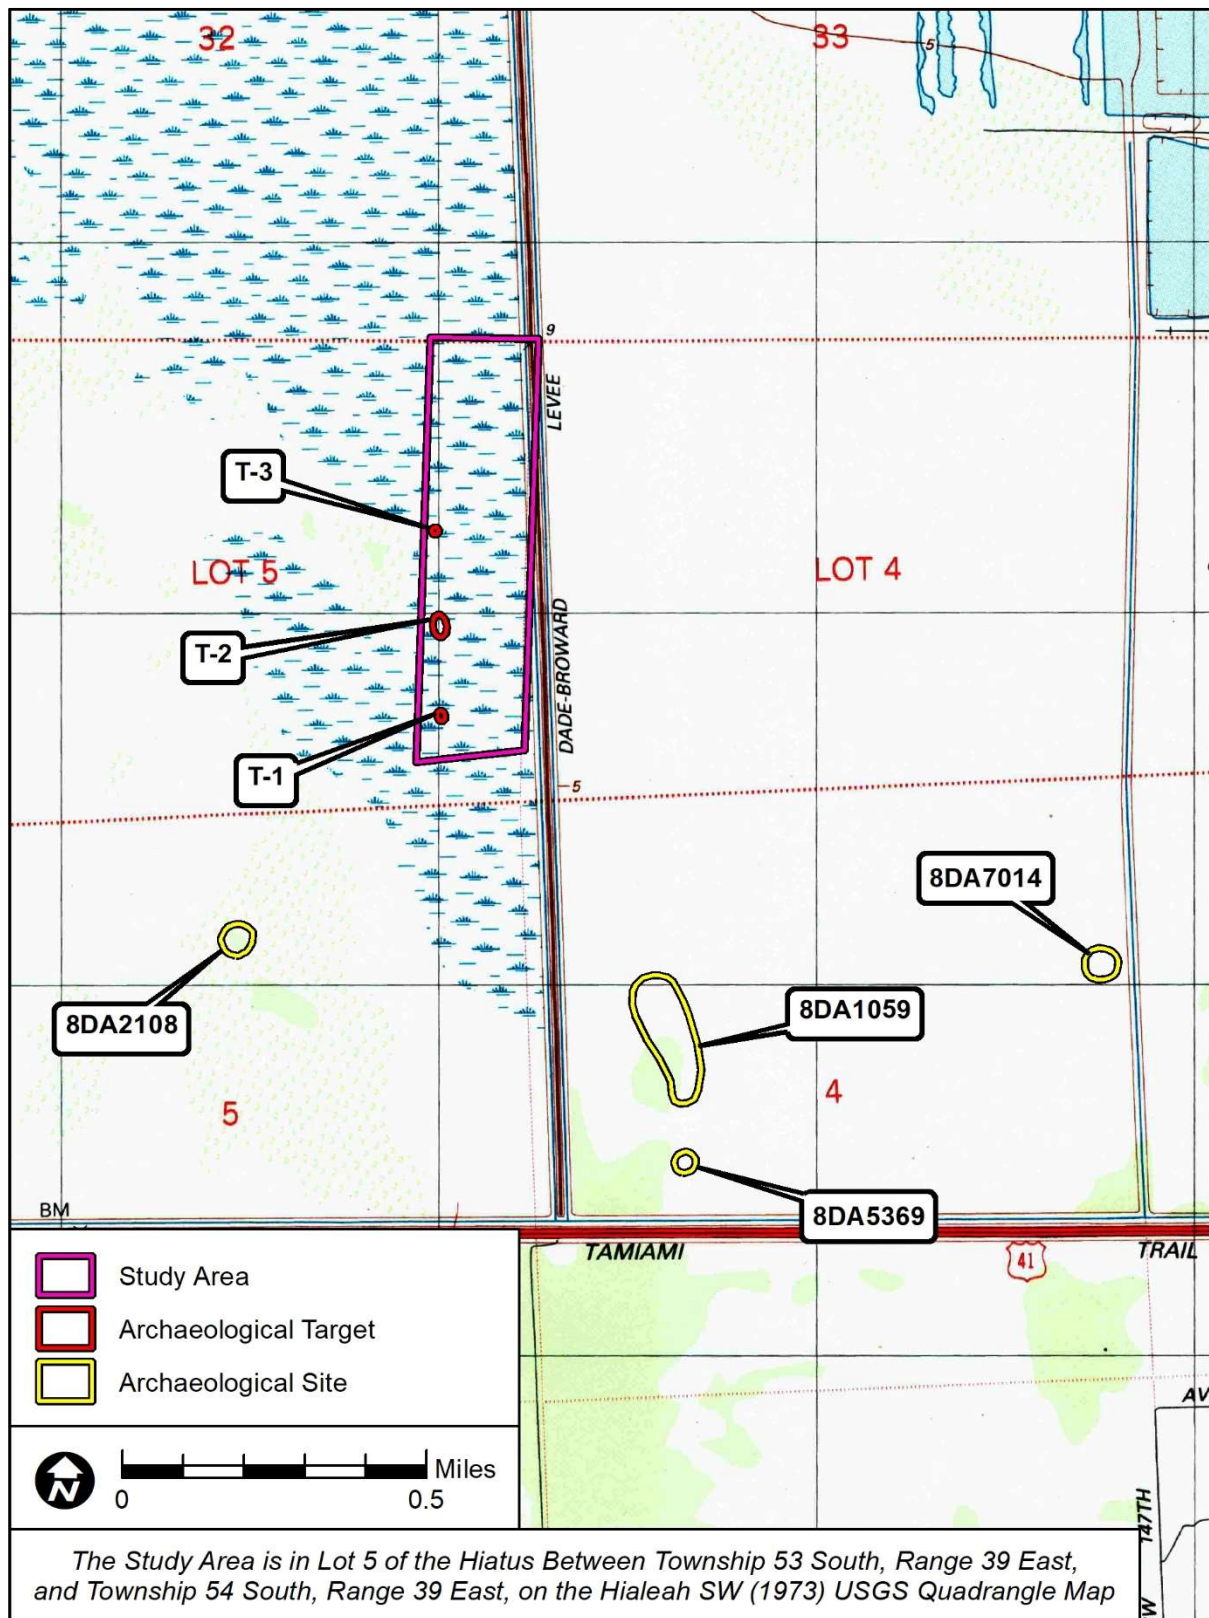 32
33
5
9
LEVEE
T-3
LOT 5
LOT 4
T-2
DADE-BROWARD
T-1
5
8DA7014
8DA2108
8DA1059
4
5
8DA5369
BM
TAMIAMI
41
TRAIL
Study Area
Archaeological Target
Archaeological Site
AV
N
Miles
0
0.5
147TH
W
The Study Area is in Lot 5 of the Hiatus Between Township 53 South, Range 39 East,
and Township 54 South, Range 39 East, on the Hialeah SW (1973) USGS Quadrangle Map